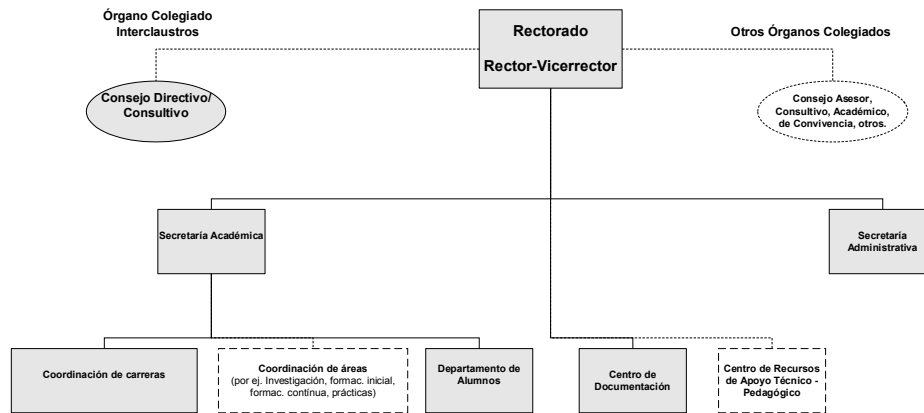 Órgano Colegiado
Interclaustros
Rectorado
Rector-Vicerrector
Otros Órganos Colegiados
Consejo Directivo/
Consultivo
Consejo Asesor,
Consultivo, Académico,
de Convivencia, otros.
Secretaría Académica
Secretaría
Administrativa
Coordinación de carreras
Coordinación de áreas
(por ej. Investigación, formac. inicial,
formac. contínua, prácticas)
Departamento de
Alumnos
Centro de
Documentación
Centro de Recursos
de Apoyo Técnico -
Pedagógico